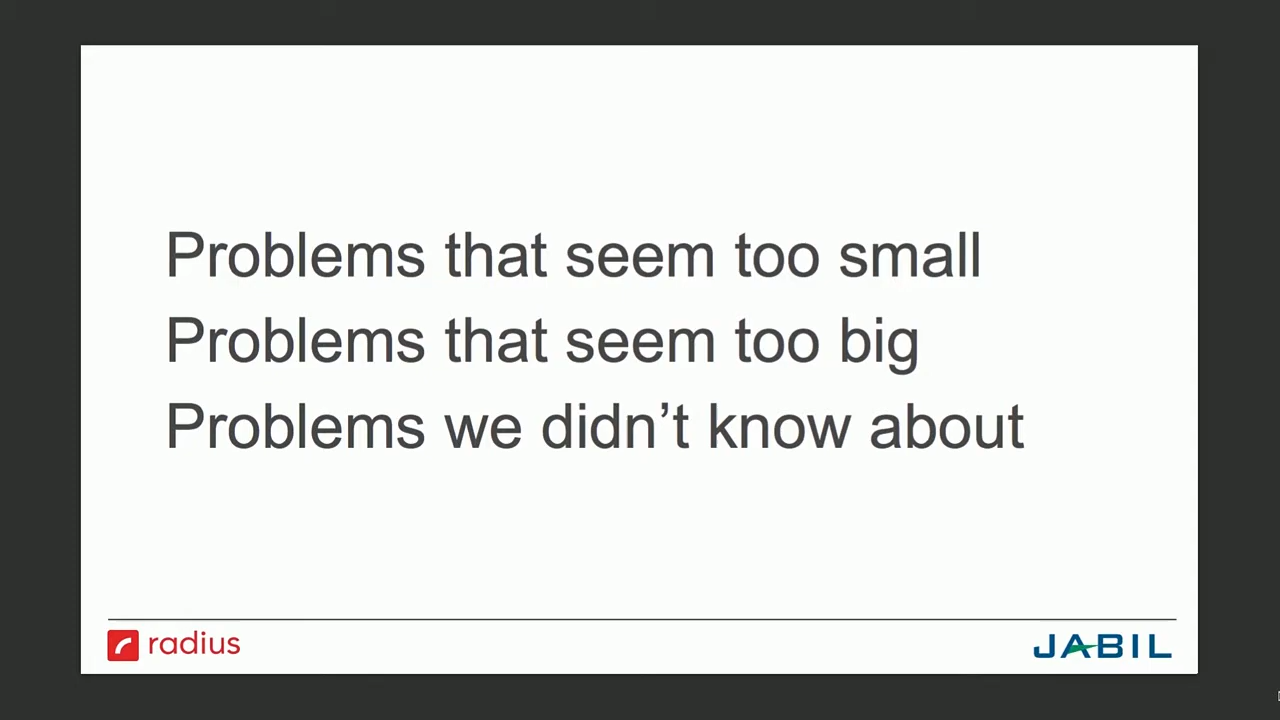 Problems that seem too small
Problems that seem too big
Problems we didn’t know about
radius
JABIL